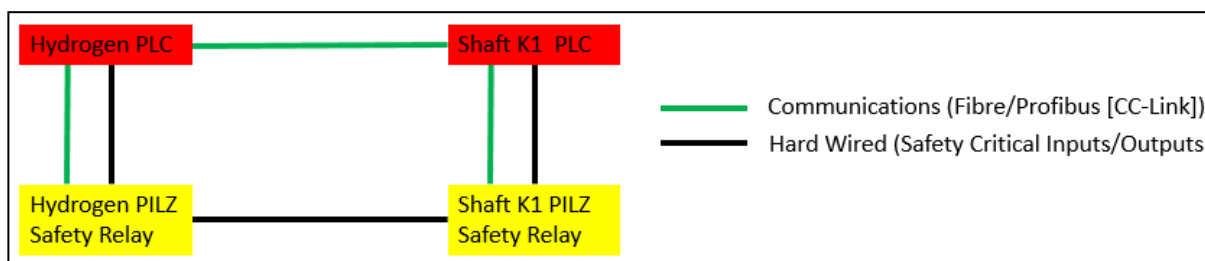 Hydrogen PLC
Shaft K1  PLC
Communications (Fibre/Profibus [CC-Link])
Hard Wired (Safety Critical Inputs/Outputs
Hydrogen PILZ
Safety Relay
Shaft K1 PILZ
Safety Relay